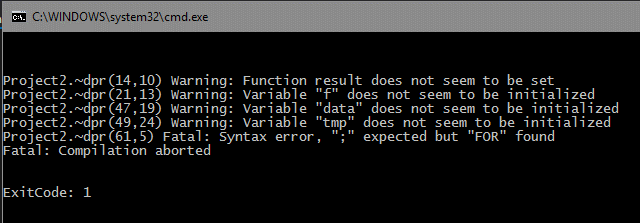 C:\WINDOWS\system32\cmd.exe
Project2.~dpr(14,10) Warning: Function result does not seem to be set
Project2.~dpr(21,13) Warning: Variable "f" does not seem to be initialized
Project2.~dpr(47,19) Warning: Variable "data" does not seem to be initialized
Project2.~dpr(49,24) Warning: Variable "tmp" does not seem to be initialized
Project2.~dpr(61,5) Fatal: Syntax error, ";" expected but "FOR" found
Fatal: Compilation aborted
ExitCode: 1